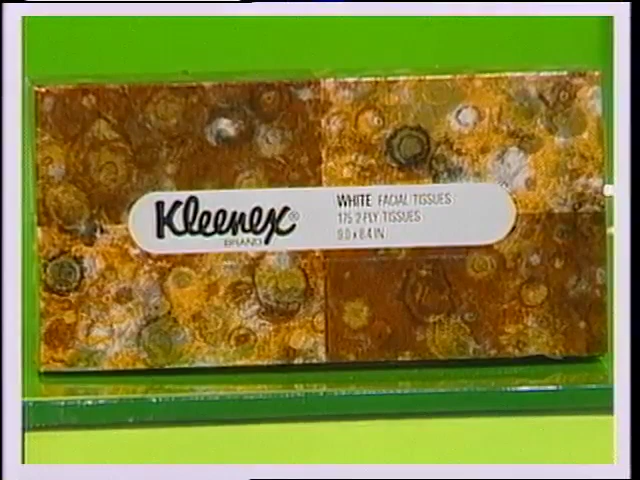 Kleenex®
BRAND
WHITE FACIAL TISSUES
175 2-PLY TISSUES
9.0 x 8.4 IN.